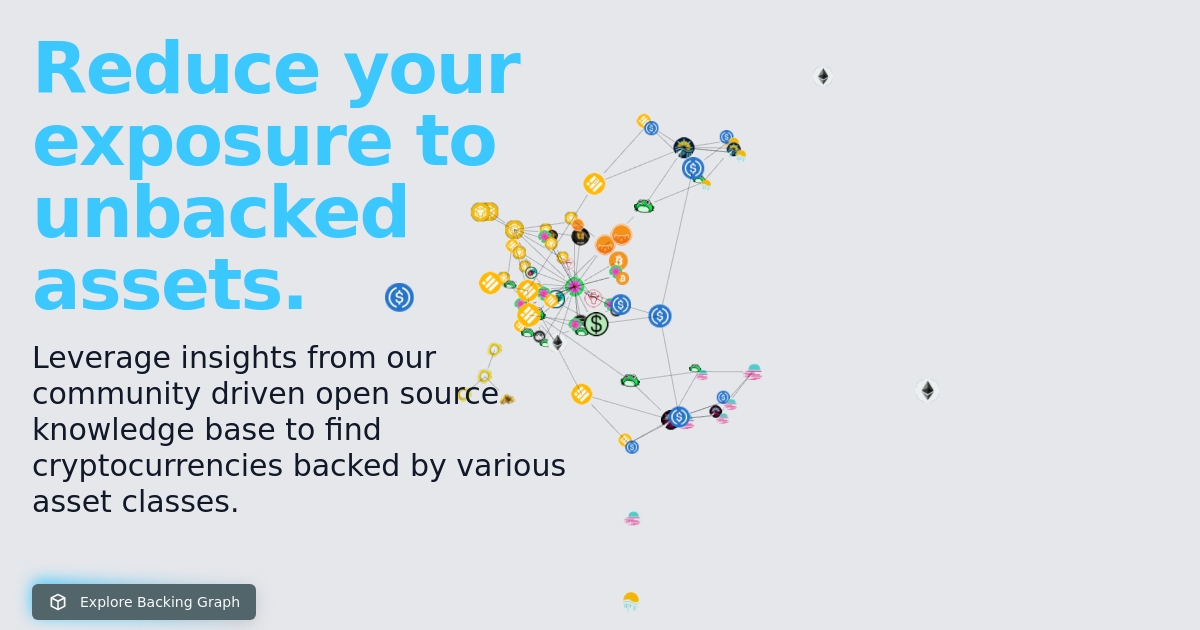 Reduce your
exposure to
unbacked
assets.
Leverage insights from our
community driven open source
knowledge base to find
cryptocurrencies backed by various
asset classes.
Explore Backing Graph